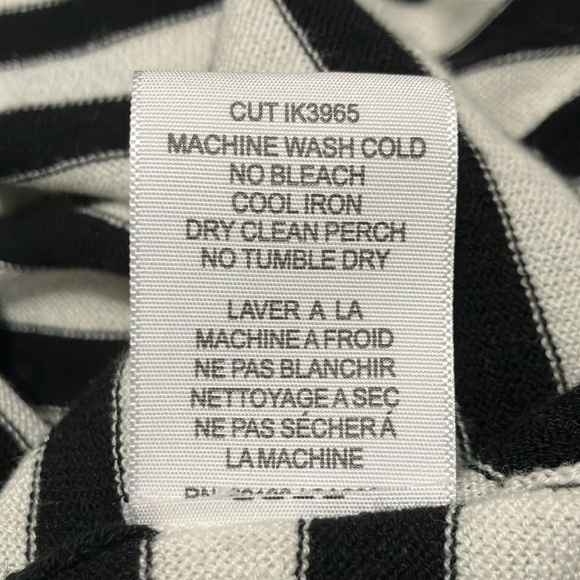 CUT IK3965
MACHINE WASH COLD
NO BLEACH
COOL IRON
DRY CLEAN PERCH
NO TUMBLE DRY
LAVER A LA
MACHINE A FROID
NE PAS BLANCHIR
NETTOYAGE A SEC
NE PAS SÉCHER Á
LA MACHINE
RN